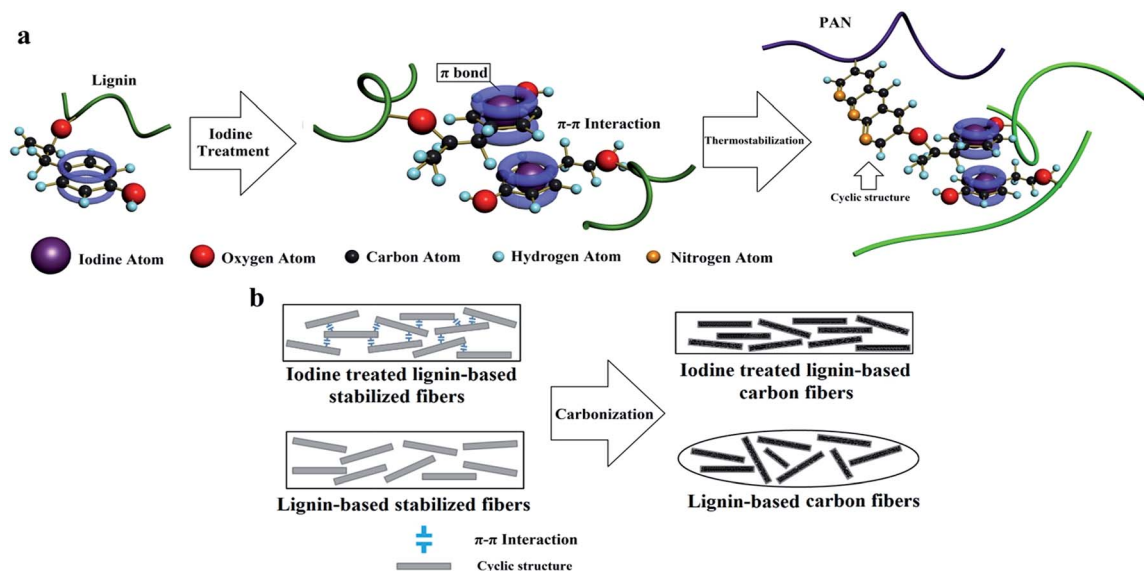 a
PAN
Lignin
π bond
Iodine
Treatment
π-π Interaction
Thermostabilization
Cyclic structure
Iodine Atom
Oxygen Atom
Carbon Atom
Hydrogen Atom
Nitrogen Atom
b
Iodine treated lignin-based
stabilized fibers
Carbonization
Iodine treated lignin-based
carbon fibers
Lignin-based stabilized fibers
Lignin-based carbon fibers
π-π Interaction
Cyclic structure